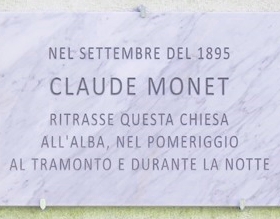 NEL SETTEMBRE DEL 1895
CLAUDE MONET
RITRASSE QUESTA CHIESA
ALL'ALBA, NEL POMERIGGIO
AL TRAMONTO E DURANTE LA NOTTE